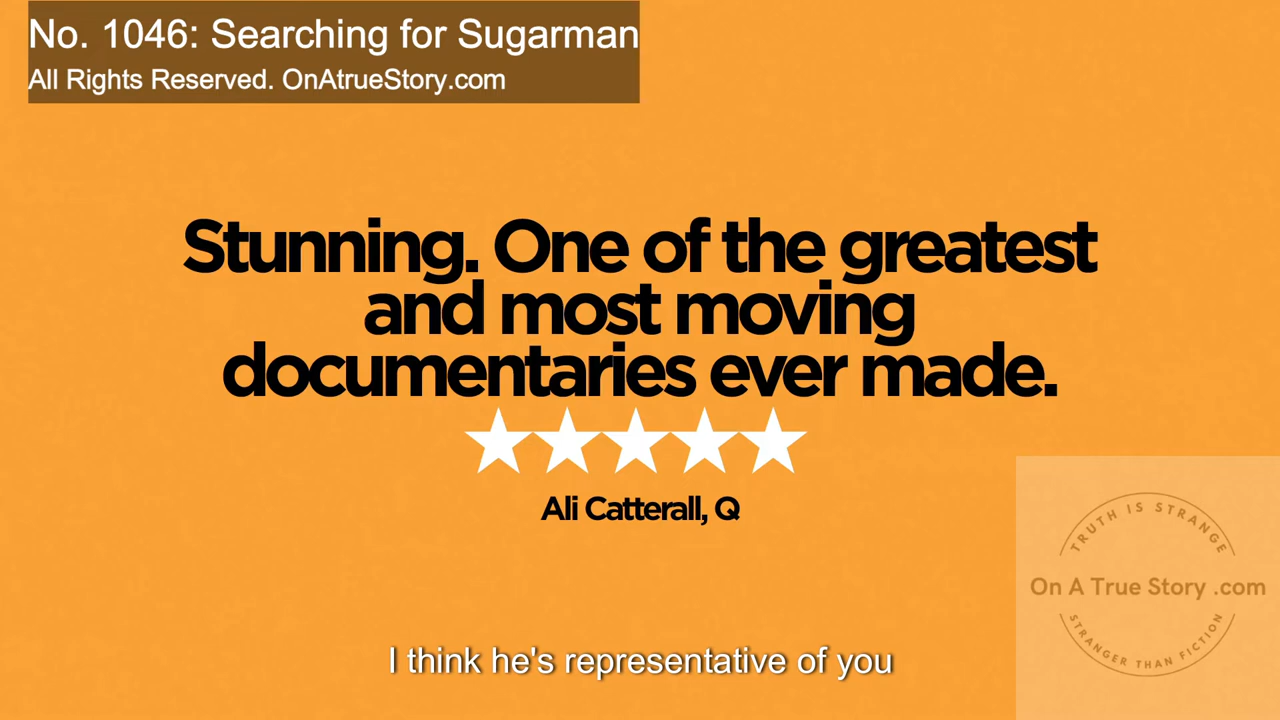 No. 1046: Searching for Sugarman
All Rights Reserved. OnAtrueStory.com
Stunning. One of the greatest
and most moving
documentaries ever made.
Ali Catterall, Q
TRUTH IS STRANGE
On A True Story .com
STRANGER THAN FICTION
I think he's representative of you